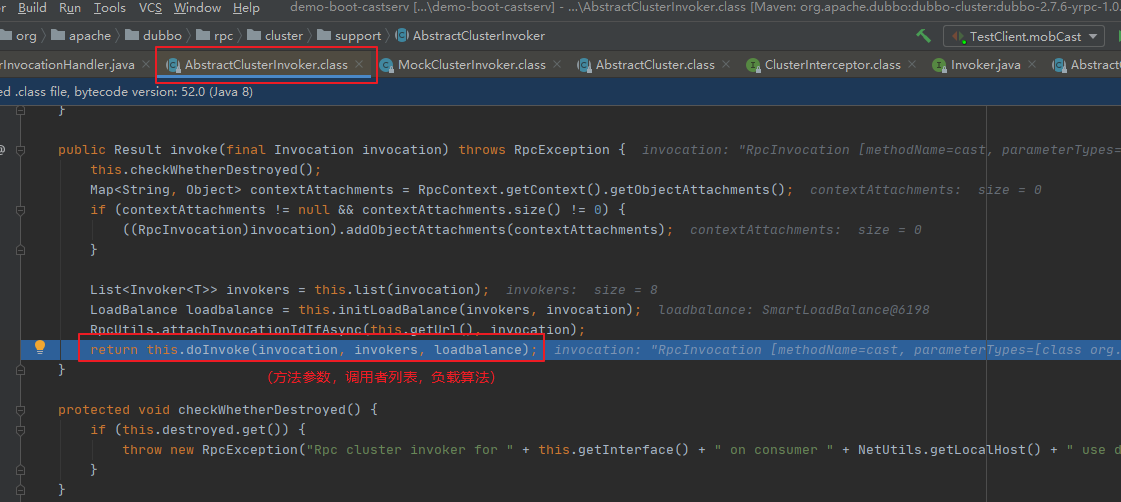 or Build Run Tools VCS Window Help demo-boot-castserv [...\demo-boot-castserv] - ...\AbstractClusterInvoker.class [Maven: org.apache.dubbo:dubbo-cluster:dubbo-2.7.6-yrpc-1.0.
org apache dubbo rpc cluster support AbstractClusterInvoker TestClient.mobCast
rInvocationHandler.java AbstractClusterInvoker.class MockClusterInvoker.class AbstractCluster.class ClusterInterceptor.class Invoker.java Abstract
ed .class file, bytecode version: 52.0 (Java 8)
}
public Result invoke(final Invocation invocation) throws RpcException { invocation: "RpcInvocation [methodName=cast, parameterTypes=
this.checkWhetherDestroyed();
Map<String, Object> contextAttachments = RpcContext.getContext().getObjectAttachments(); contextAttachments: size = 0
if (contextAttachments != null && contextAttachments.size() != 0) {
((RpcInvocation)invocation).addObjectAttachments(contextAttachments); contextAttachments: size = 0
}
List<Invoker<T>> invokers = this.list(invocation); invokers: size = 8
LoadBalance loadbalance = this.initLoadBalance(invokers, invocation); loadbalance: SmartLoadBalance@6198
RpcUtils.attachInvocationIdIfAsync(this.getUrl(), invocation);
return this.doInvoke(invocation, invokers, loadbalance); invocation: "RpcInvocation [methodName=cast, parameterTypes=[class org.
}
（方法参数，调用者列表，负载算法）
protected void checkWhetherDestroyed() {
if (this.destroyed.get()) {
throw new RpcException("Rpc cluster invoker for " + this.getInterface() + " on consumer " + NetUtils.getLocalHost() + " use d
}
}